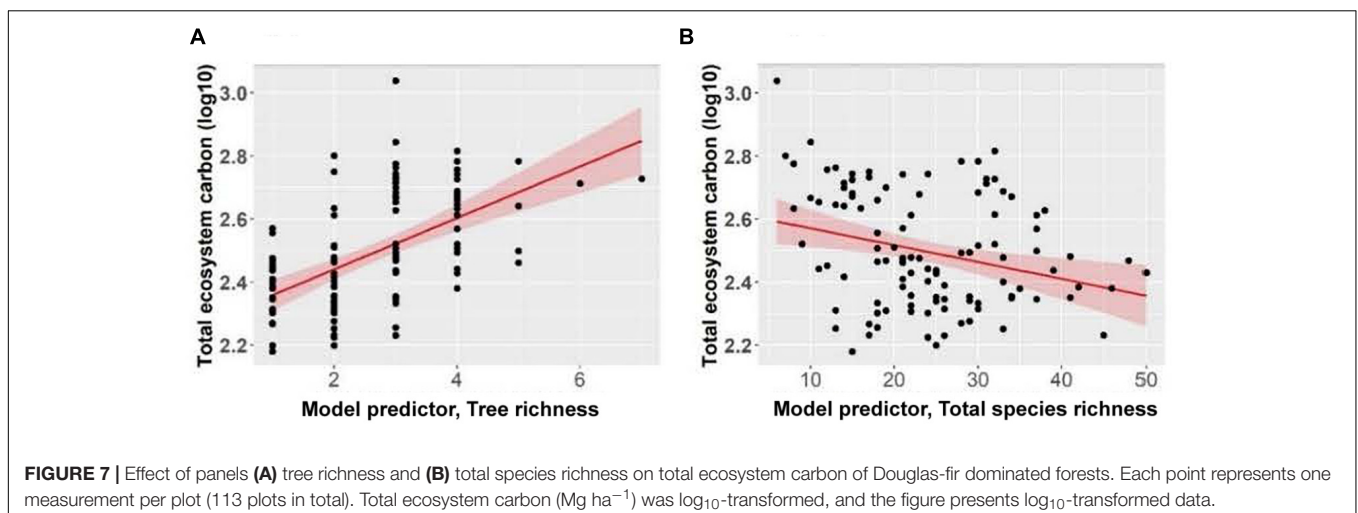 A
B
Total ecosystem carbon (log10)
3.0
2.8
2.6
2.4
2.2
2
4
6
Model predictor, Tree richness
Total ecosystem carbon (log10)
3.0
2.8
2.6
2.4
2.2
10
20
30
40
50
Model predictor, Total species richness
FIGURE 7 | Effect of panels (A) tree richness and (B) total species richness on total ecosystem carbon of Douglas-fir dominated forests. Each point represents one
measurement per plot (113 plots in total). Total ecosystem carbon (Mg ha⁻¹) was log₁₀-transformed, and the figure presents log₁₀-transformed data.